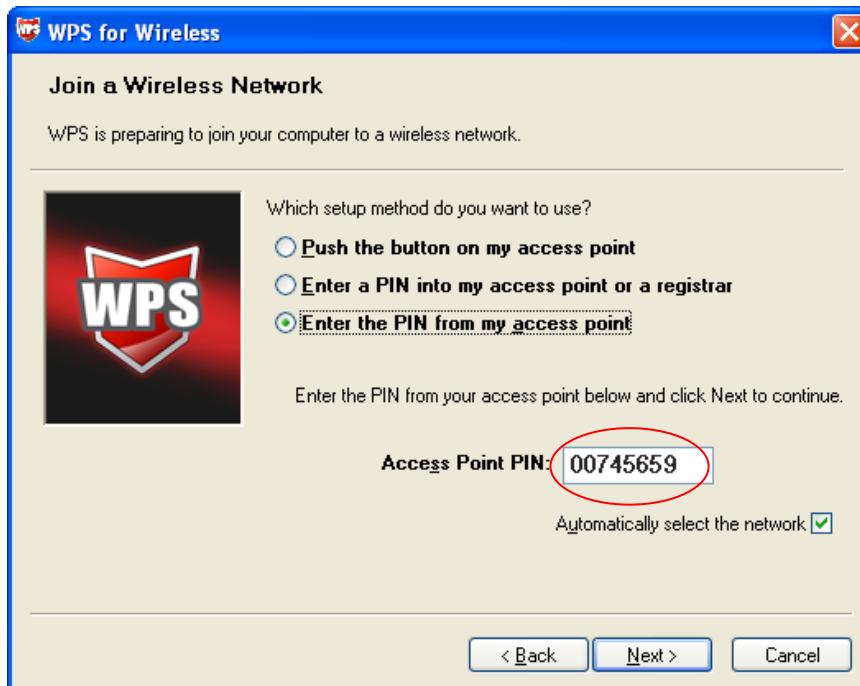 WPS for Wireless
Join a Wireless Network
WPS is preparing to join your computer to a wireless network.
WPS
Which setup method do you want to use?
Push the button on my access point
Enter a PIN into my access point or a registrar
Enter the PIN from my access point
Enter the PIN from your access point below and click Next to continue.
Access Point PIN: 00745659
Automatically select the network
< Back Next > Cancel